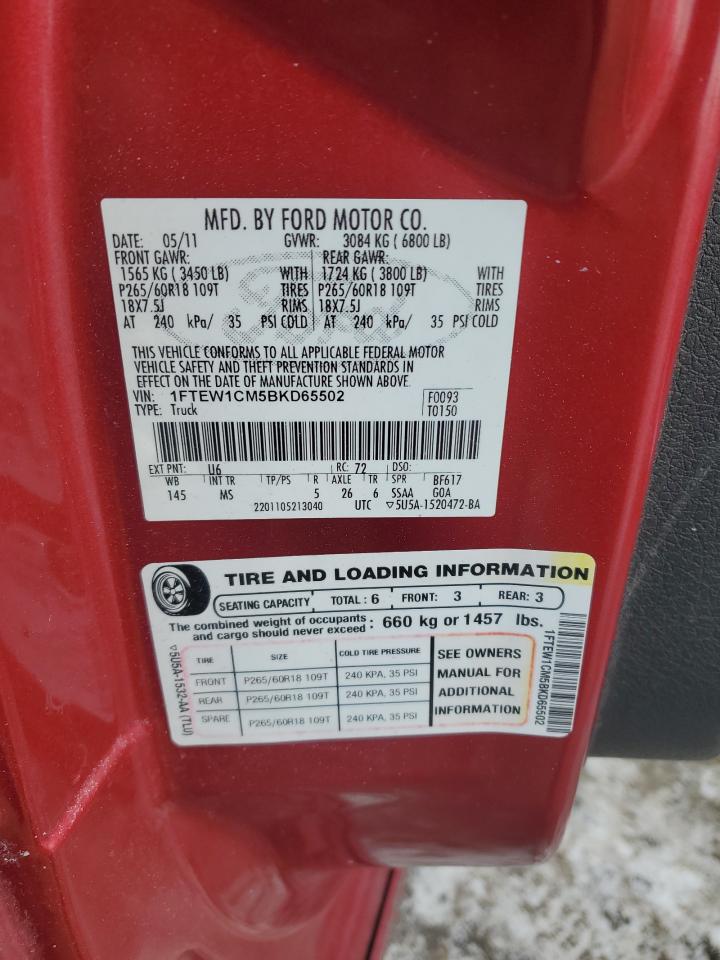 MFD. BY FORD MOTOR CO.
DATE: 05/11 GVWR: 3084 KG ( 6800 LB)
FRONT GAWR: REAR GAWR:
1565 KG ( 3450 LB) WITH 1724 KG ( 3800 LB) WITH
P265/60R18 109T TIRES P265/60R18 109T TIRES
18X7.5J RIMS 18X7.5J RIMS
AT 240 kPa/ 35 PSI COLD AT 240 kPa/ 35 PSI COLD
Ford
THIS VEHICLE CONFORMS TO ALL APPLICABLE FEDERAL MOTOR
VEHICLE SAFETY AND THEFT PREVENTION STANDARDS IN
EFFECT ON THE DATE OF MANUFACTURE SHOWN ABOVE.
VIN: 1FTEW1CM5BKD65502 F0093
TYPE: Truck T0150
EXT PNT: U6 RC: 72 DSO:
WB INT TR TP/PS R AXLE TR SPR BF617
145 MS 5 26 6 SSAA GOA
2201105213040 UTC ▽5U5A-1520472-BA
TIRE AND LOADING INFORMATION
SEATING CAPACITY TOTAL: 6 FRONT: 3 REAR: 3
The combined weight of occupants and cargo should never exceed : 660 kg or 1457 lbs.
TIRE SIZE COLD TIRE PRESSURE
FRONT P265/60R18 109T 240 KPA, 35 PSI
REAR P265/60R18 109T 240 KPA, 35 PSI
SPARE P265/60R18 109T 240 KPA, 35 PSI
SEE OWNERS
MANUAL FOR
ADDITIONAL
INFORMATION
▽5U5A-1532-AA (TLU)
1FTEW1CM5BKD65502